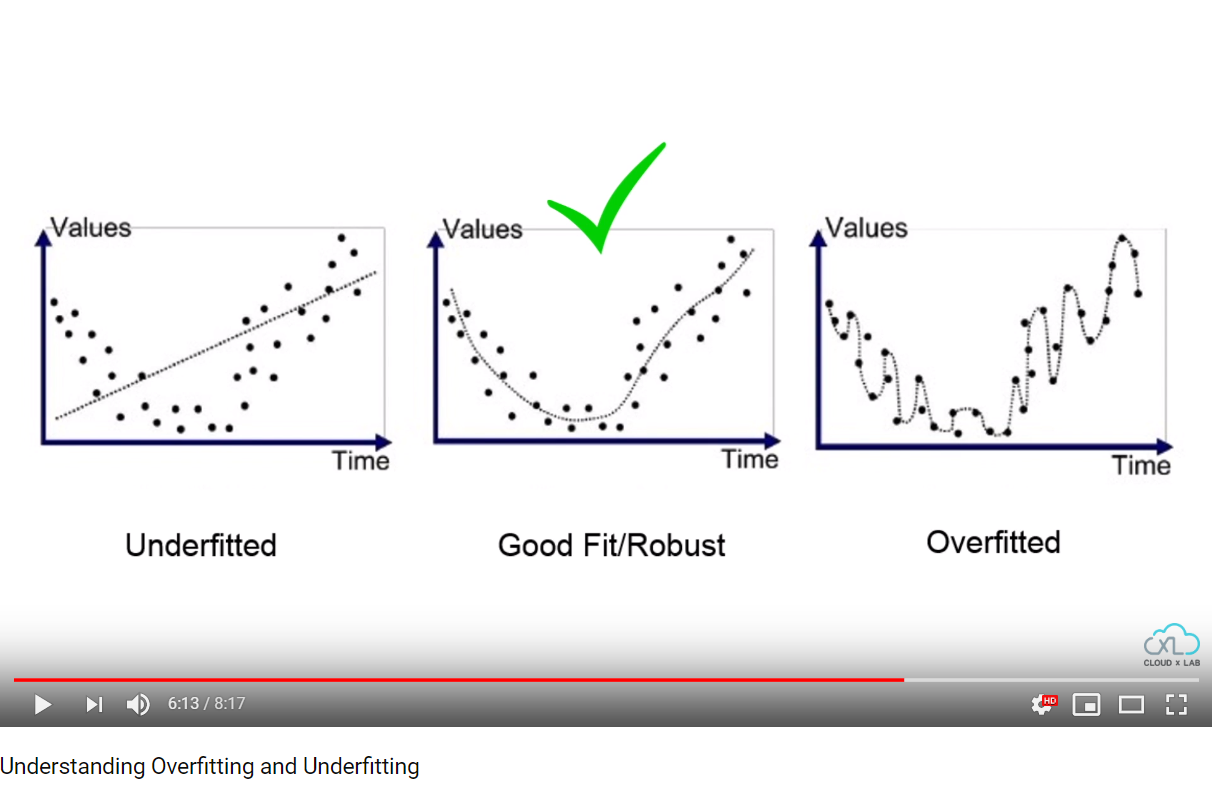 Values
Values
Values
Time
Time
Time
Underfitted
Good Fit/Robust
Overfitted
CXL
CLOUD x LAB
6:13 / 8:17
HD
Understanding Overfitting and Underfitting